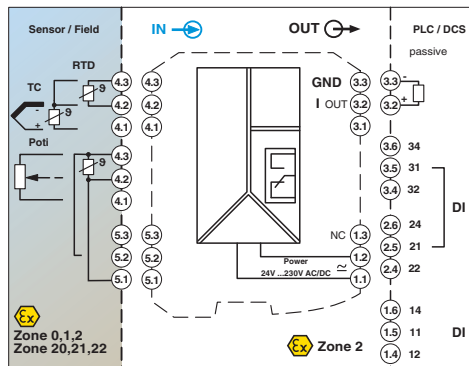 Sensor / Field
IN
OUT
PLC / DCS
passive
RTD
TC
ϑ
4.3
4.3
GND
3.3
3.3
-
-
4.2
4.2
I OUT
3.2
3.2
+
+
ϑ
4.1
4.1
3.1
Poti
ϑ
4.3
3.6
34
4.2
3.5
31
4.1
3.4
32
DI
5.3
5.3
NC
1.3
2.6
24
5.2
5.2
Power
1.2
2.5
21
5.1
5.1
24V ...230V AC/DC
1.1
2.4
22
Ex
Zone 0,1,2
Zone 20,21,22
Ex
Zone 2
1.6
14
1.5
11
DI
1.4
12